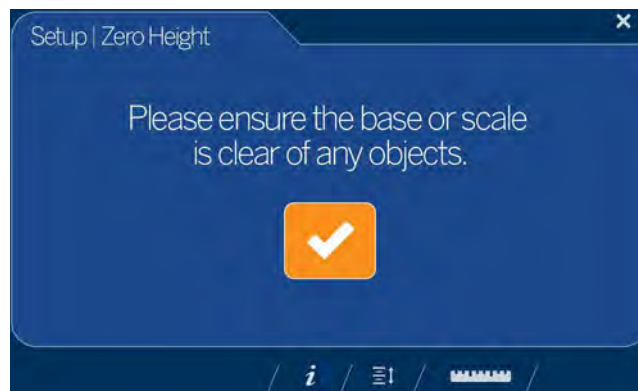 Setup | Zero Height
Please ensure the base or scale
is clear of any objects.
i